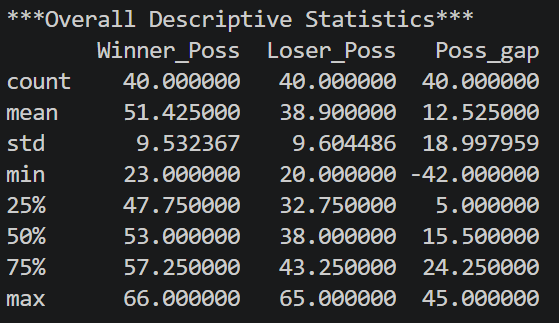 ***Overall Descriptive Statistics***
Winner_Poss Loser_Poss Poss_gap
count 40.000000 40.000000 40.000000
mean 51.425000 38.900000 12.525000
std 9.532367 9.604486 18.997959
min 23.000000 20.000000 -42.000000
25% 47.750000 32.750000 5.000000
50% 53.000000 38.000000 15.500000
75% 57.250000 43.250000 24.250000
max 66.000000 65.000000 45.000000